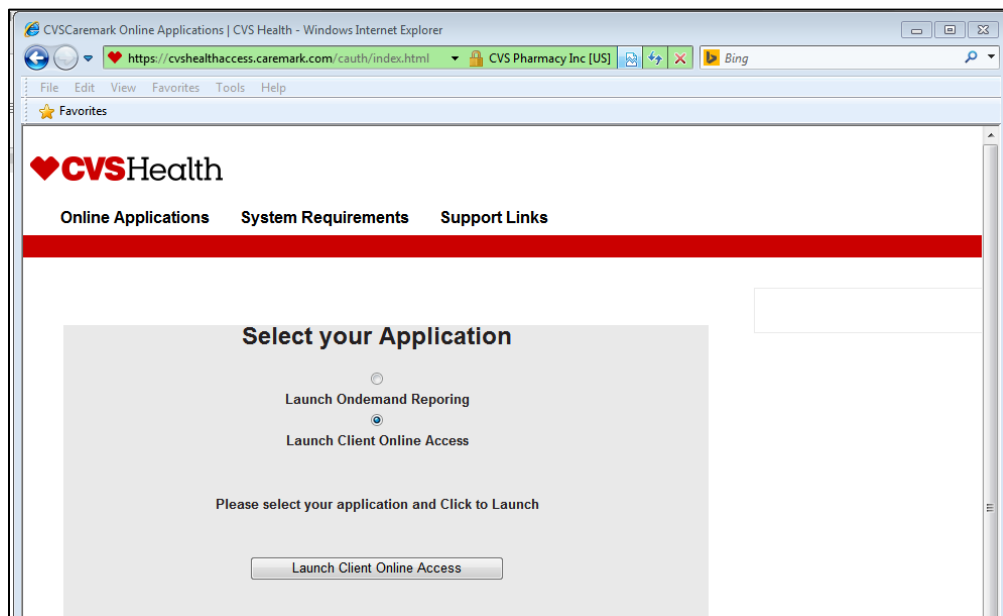 CVSCaremark Online Applications | CVS Health - Windows Internet Explorer
https://cvshealthaccess.caremark.com/cauth/index.html CVS Pharmacy Inc [US] Bing
File Edit View Favorites Tools Help
Favorites
CVSHealth
Online Applications System Requirements Support Links
Select your Application
Launch Ondemand Reporting
Launch Client Online Access
Please select your application and Click to Launch
Launch Client Online Access